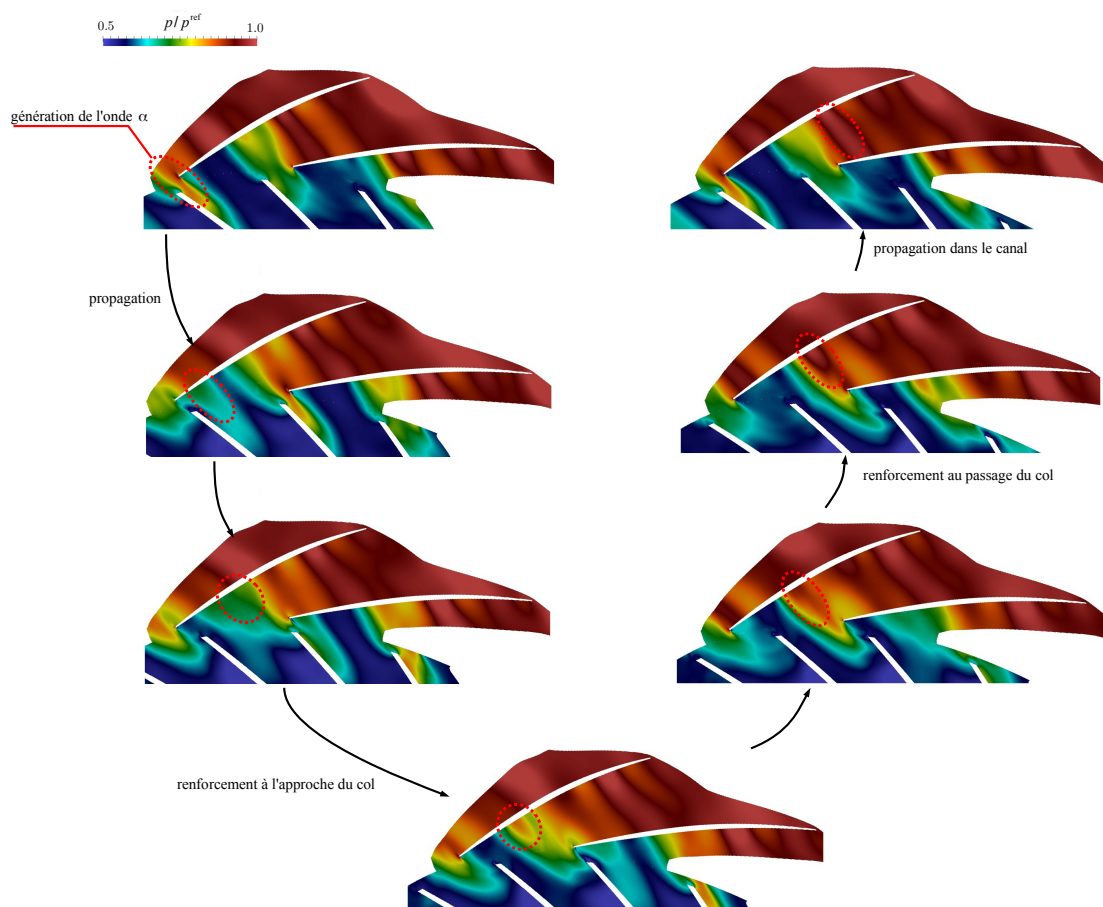 p/p^ref
0.5 1.0
génération de l'onde α
propagation
renforcement à l'approche du col
renforcement au passage du col
propagation dans le canal